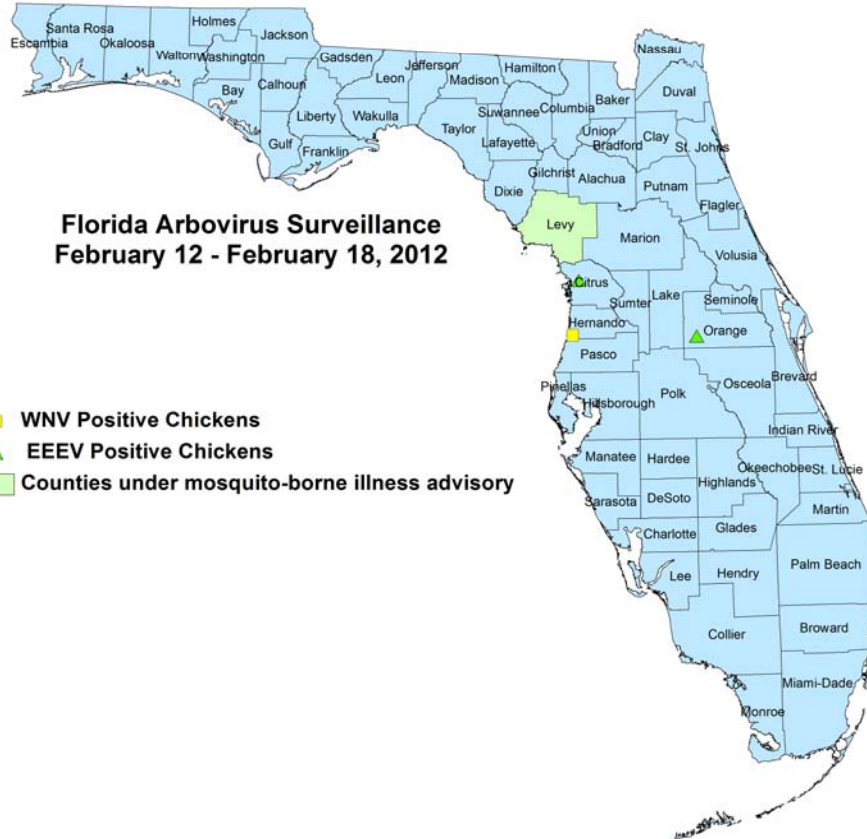 Holmes
Santa Rosa
Jackson
Escambia
Okaloosa
Walton
Washington
Gadsden
Jefferson
Hamilton
Nassau
Leon
Madison
Bay
Calhoun
Baker
Duval
Liberty
Wakulla
Suwannee
Columbia
Taylor
Union
Clay
St. Johns
Gulf
Franklin
Lafayette
Bradford
Gilchrist
Alachua
Dixie
Putnam
Flagler
Florida Arbovirus Surveillance
February 12 - February 18, 2012
Levy
Marion
Volusia
Citrus
Sumter
Lake
Seminole
Hernando
Orange
Pasco
Brevard
Osceola
Pinellas
Hillsborough
Polk
WNV Positive Chickens
EEEV Positive Chickens
Counties under mosquito-borne illness advisory
Indian River
Manatee
Hardee
Okeechobee
St. Lucie
Highlands
Sarasota
DeSoto
Martin
Charlotte
Glades
Lee
Hendry
Palm Beach
Collier
Broward
Miami-Dade
Monroe